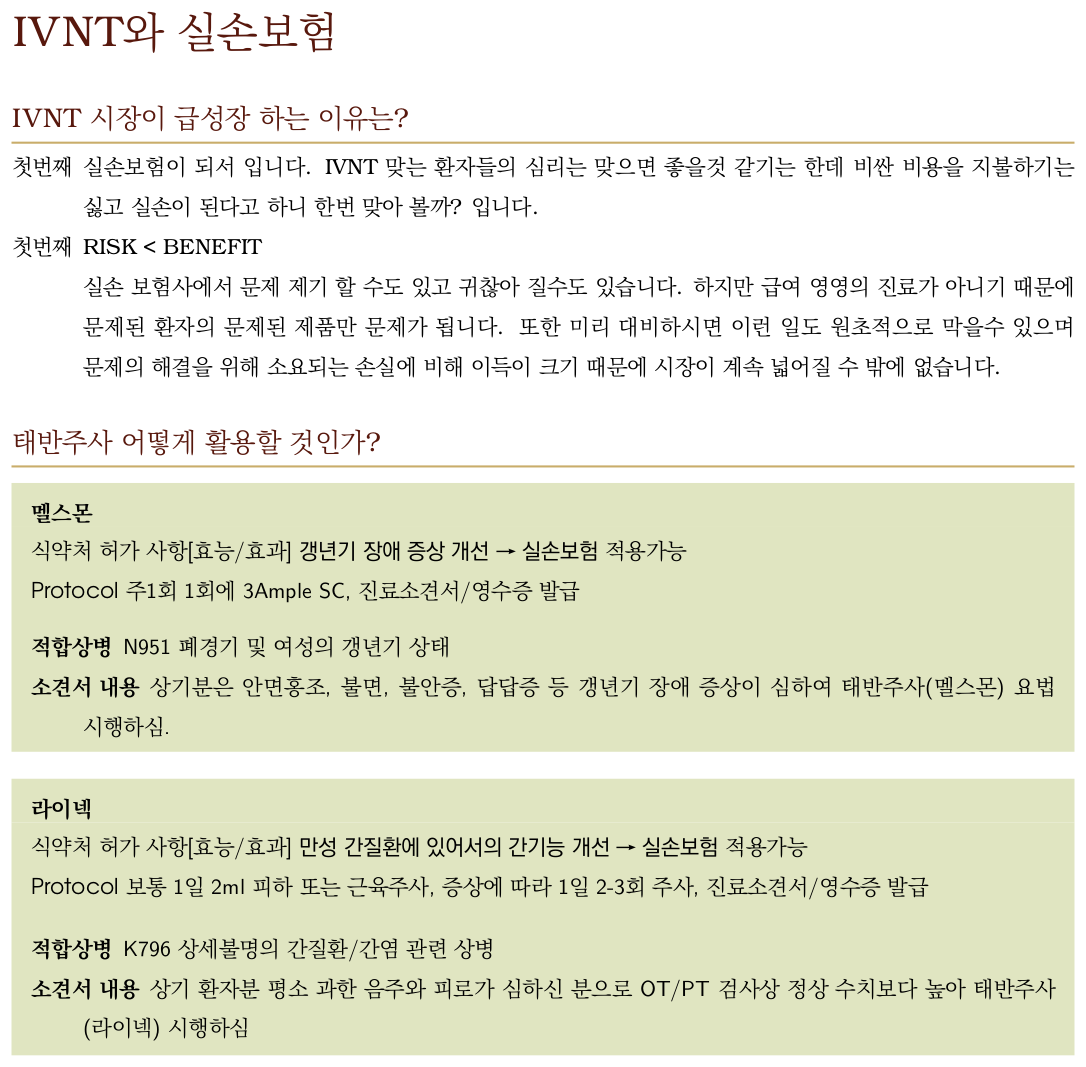 IVNT와 실손보험
IVNT 시장이 급성장 하는 이유는?
첫번째 실손보험이 되서 입니다. IVNT 맞는 환자들의 심리는 맞으면 좋을것 같기는 한데 비싼 비용을 지불하기는
싫고 실손이 된다고 하니 한번 맞아 볼까? 입니다.
첫번째 RISK < BENEFIT
실손 보험사에서 문제 제기 할 수도 있고 귀찮아 질수도 있습니다. 하지만 급여 영영의 진료가 아니기 때문에
문제된 환자의 문제된 제품만 문제가 됩니다. 또한 미리 대비하시면 이런 일도 원초적으로 막을수 있으며
문제의 해결을 위해 소요되는 손실에 비해 이득이 크기 때문에 시장이 계속 넓어질 수 밖에 없습니다.
태반주사 어떻게 활용할 것인가?
멜스몬
식약처 허가 사항[효능/효과] 갱년기 장애 증상 개선 → 실손보험 적용가능
Protocol 주1회 1회에 3Ample SC, 진료소견서/영수증 발급
적합상병 N951 폐경기 및 여성의 갱년기 상태
소견서 내용 상기분은 안면홍조, 불면, 불안증, 답답증 등 갱년기 장애 증상이 심하여 태반주사(멜스몬) 요법
시행하심.
라이넥
식약처 허가 사항[효능/효과] 만성 간질환에 있어서의 간기능 개선 → 실손보험 적용가능
Protocol 보통 1일 2ml 피하 또는 근육주사, 증상에 따라 1일 2-3회 주사, 진료소견서/영수증 발급
적합상병 K796 상세불명의 간질환/간염 관련 상병
소견서 내용 상기 환자분 평소 과한 음주와 피로가 심하신 분으로 OT/PT 검사상 정상 수치보다 높아 태반주사
(라이넥) 시행하심